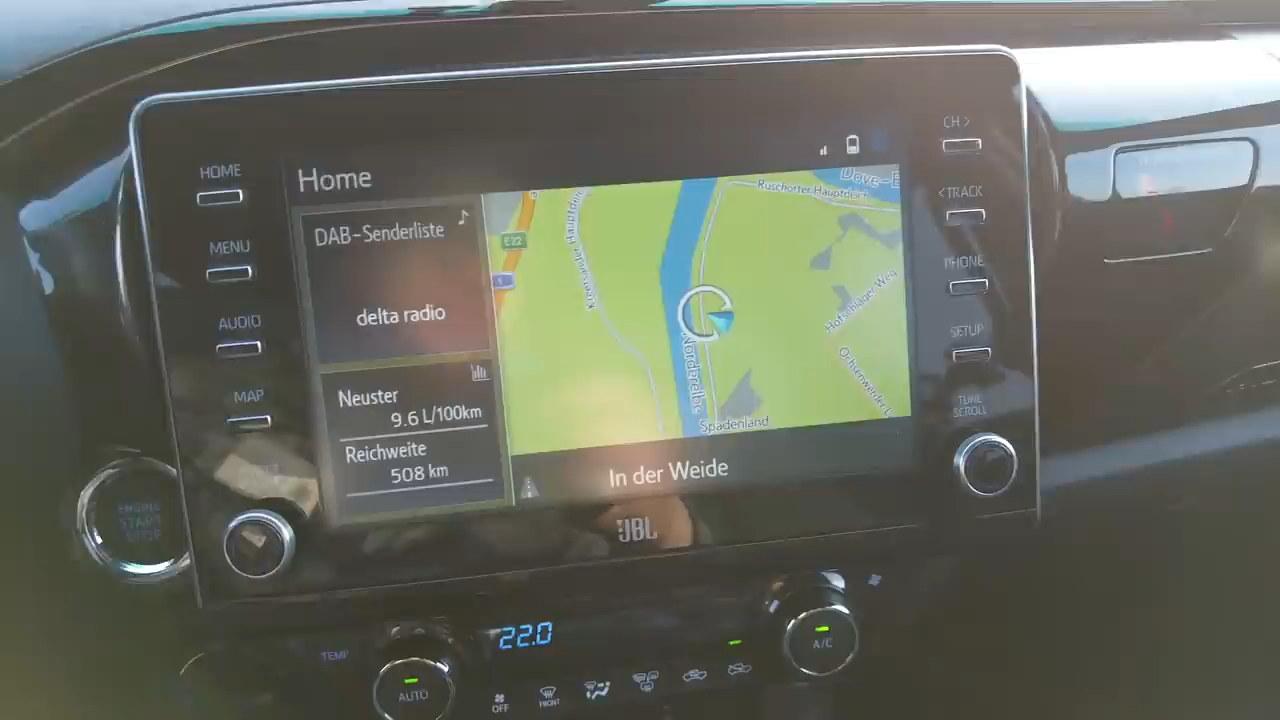 HOME
MENU
AUDIO
MAP
ENGINE
START
STOP
Home
DAB-Senderliste
delta radio
Neuster
9.6 L/100km
Reichweite
508 km
E22
1
Ruschorter Hauptdeich
Dove-E
Hofschläger Weg
Norderelbe
Spadenland
In der Weide
JBL
CH >
< TRACK
PHONE
SETUP
TUNE
SCROLL
TEMP
22.0
AUTO
OFF
FRONT
A/C